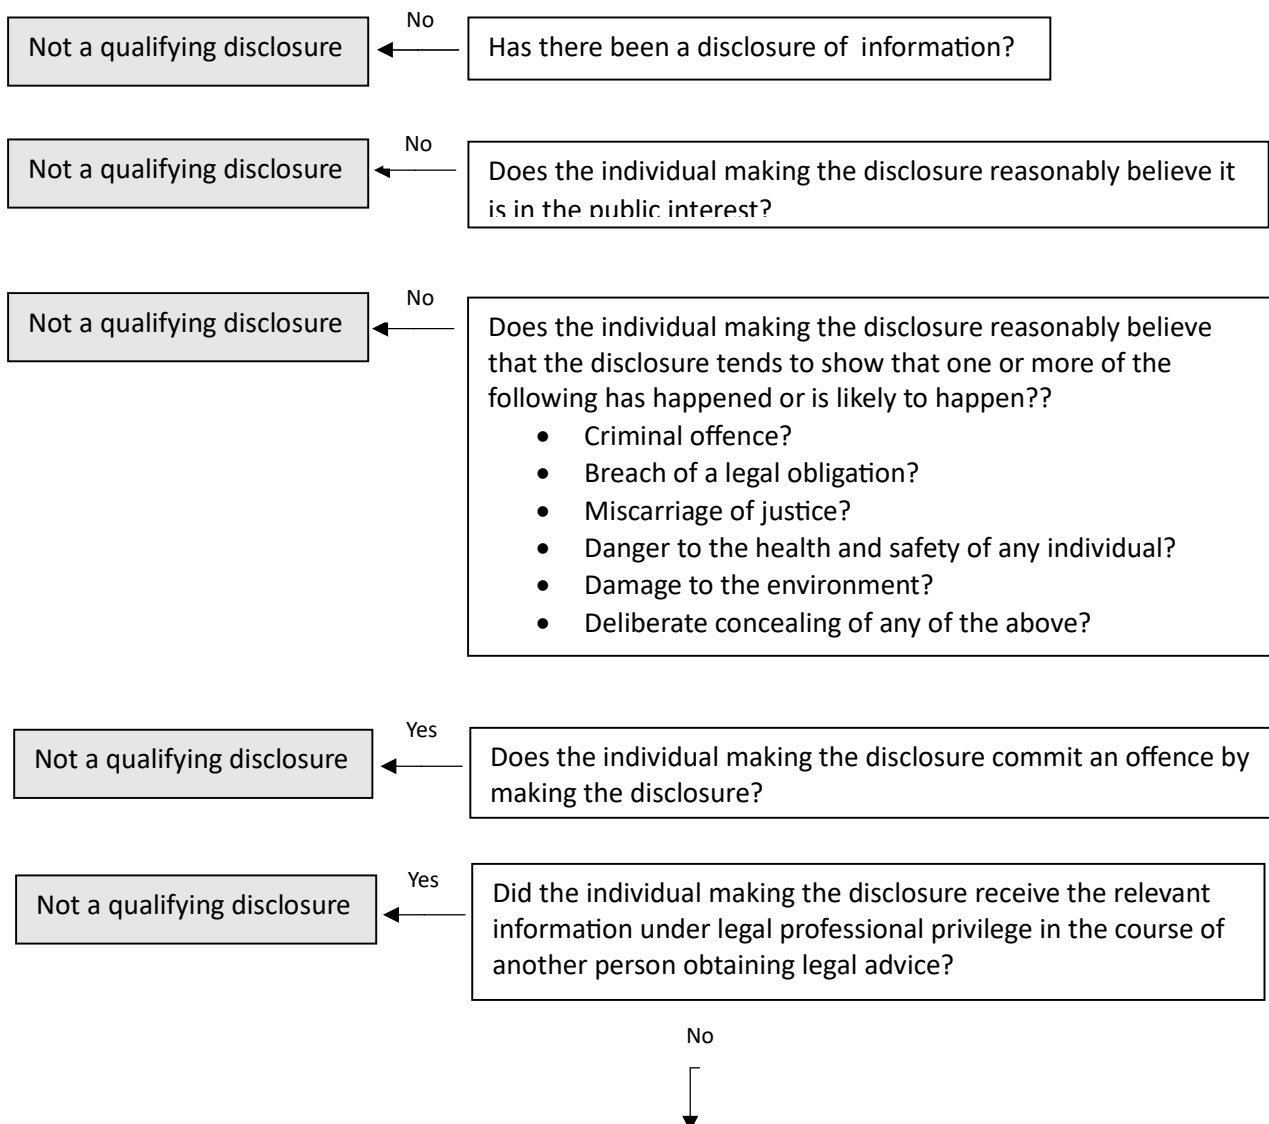 No
Not a qualifying disclosure
Has there been a disclosure of information?
No
Not a qualifying disclosure
Does the individual making the disclosure reasonably believe it
is in the public interest?
No
Not a qualifying disclosure
Does the individual making the disclosure reasonably believe
that the disclosure tends to show that one or more of the
following has happened or is likely to happen??
• Criminal offence?
• Breach of a legal obligation?
• Miscarriage of justice?
• Danger to the health and safety of any individual?
• Damage to the environment?
• Deliberate concealing of any of the above?
Yes
Not a qualifying disclosure
Does the individual making the disclosure commit an offence by
making the disclosure?
Yes
Not a qualifying disclosure
Did the individual making the disclosure receive the relevant
information under legal professional privilege in the course of
another person obtaining legal advice?
No